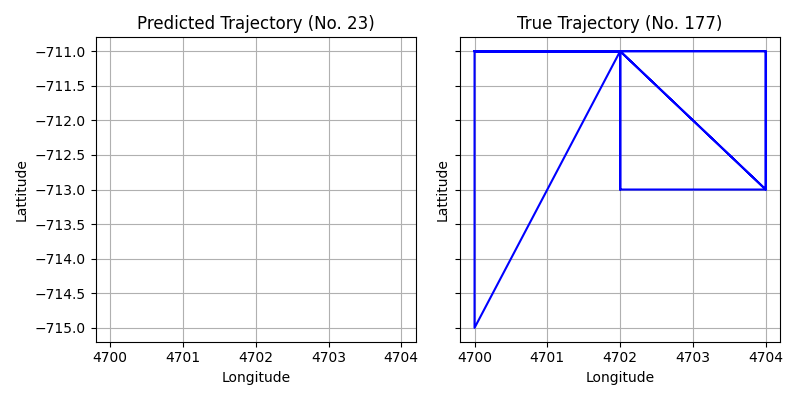 Predicted Trajectory (No. 23)
−711.0
−711.5
−712.0
−712.5
−713.0
−713.5
−714.0
−714.5
−715.0
Lattitude
4700 4701 4702 4703 4704
Longitude
True Trajectory (No. 177)
Lattitude
4700 4701 4702 4703 4704
Longitude